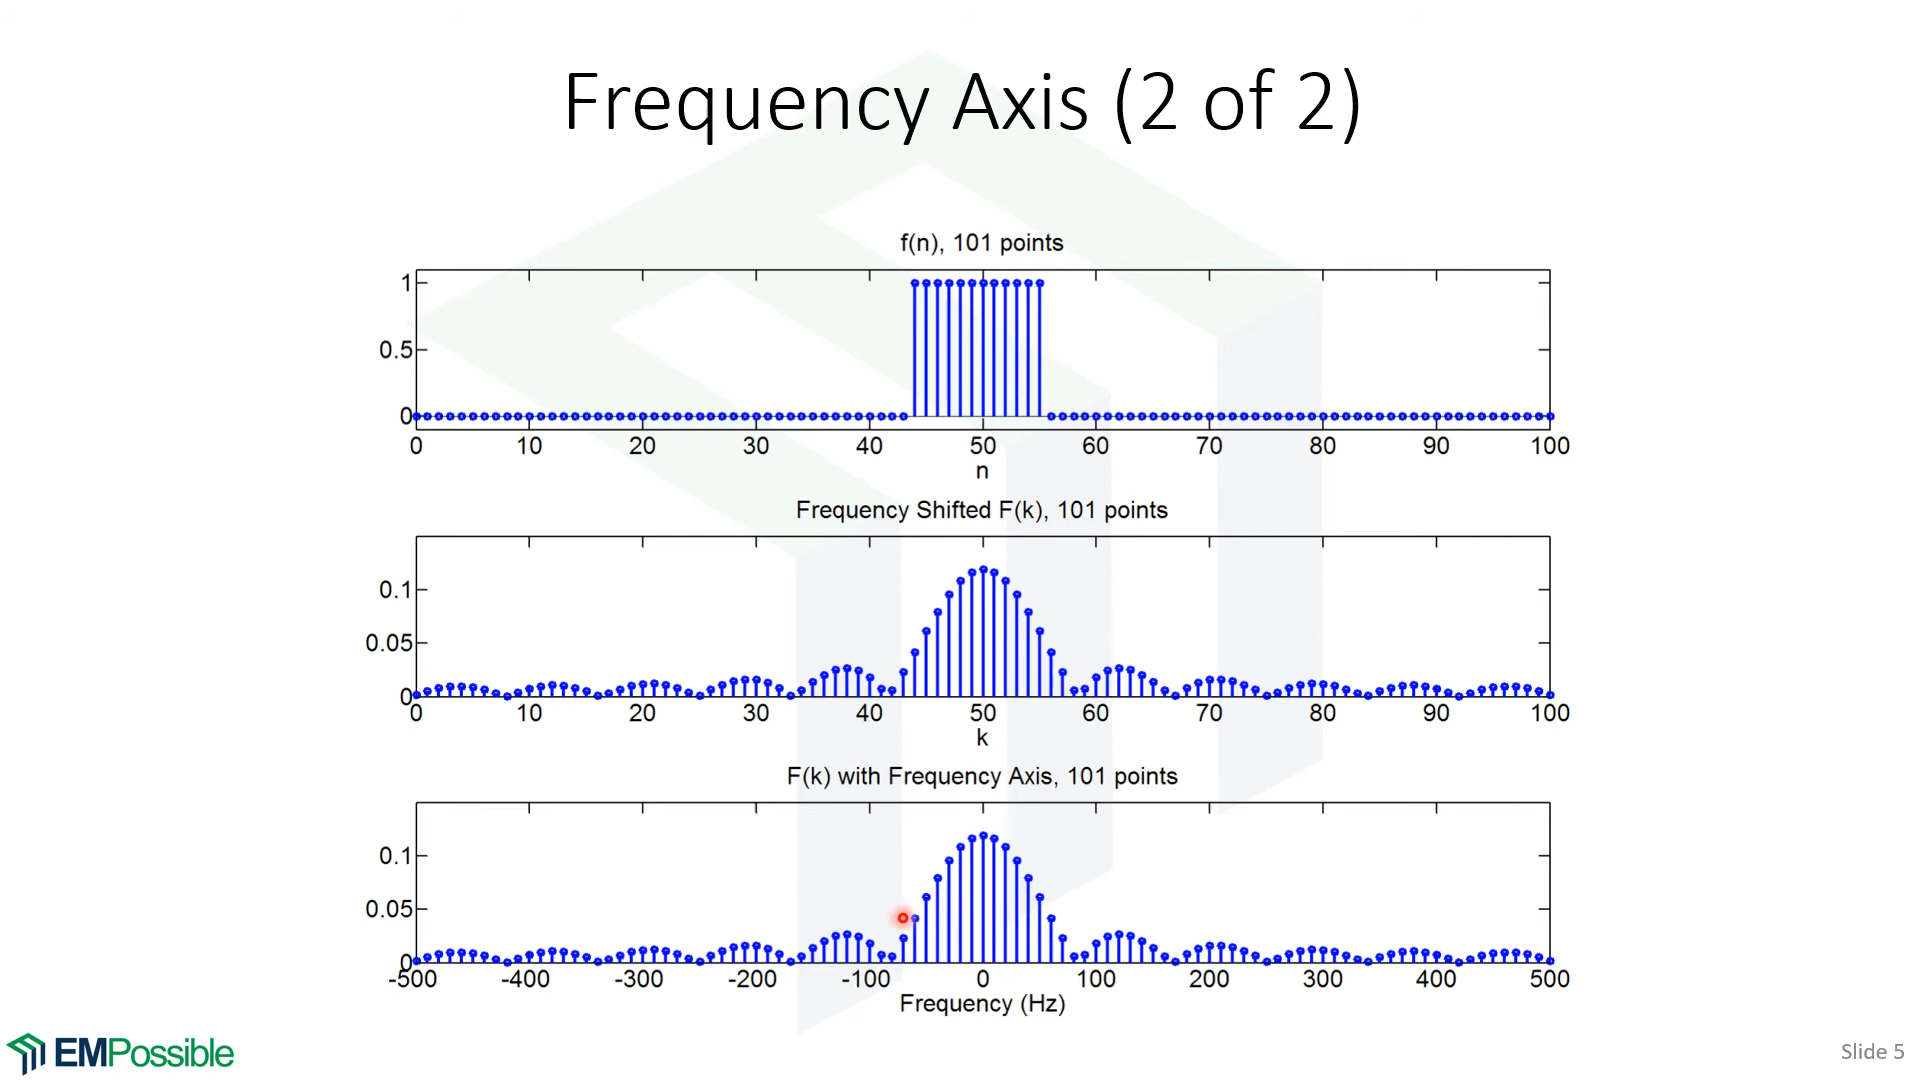 Frequency Axis (2 of 2)
f(n), 101 points
1
0.5
0
0 10 20 30 40 50 60 70 80 90 100
n
Frequency Shifted F(k), 101 points
0.1
0.05
0
0 10 20 30 40 50 60 70 80 90 100
k
F(k) with Frequency Axis, 101 points
0.1
0.05
0
-500 -400 -300 -200 -100 0 100 200 300 400 500
Frequency (Hz)
EMPossible
Slide 5